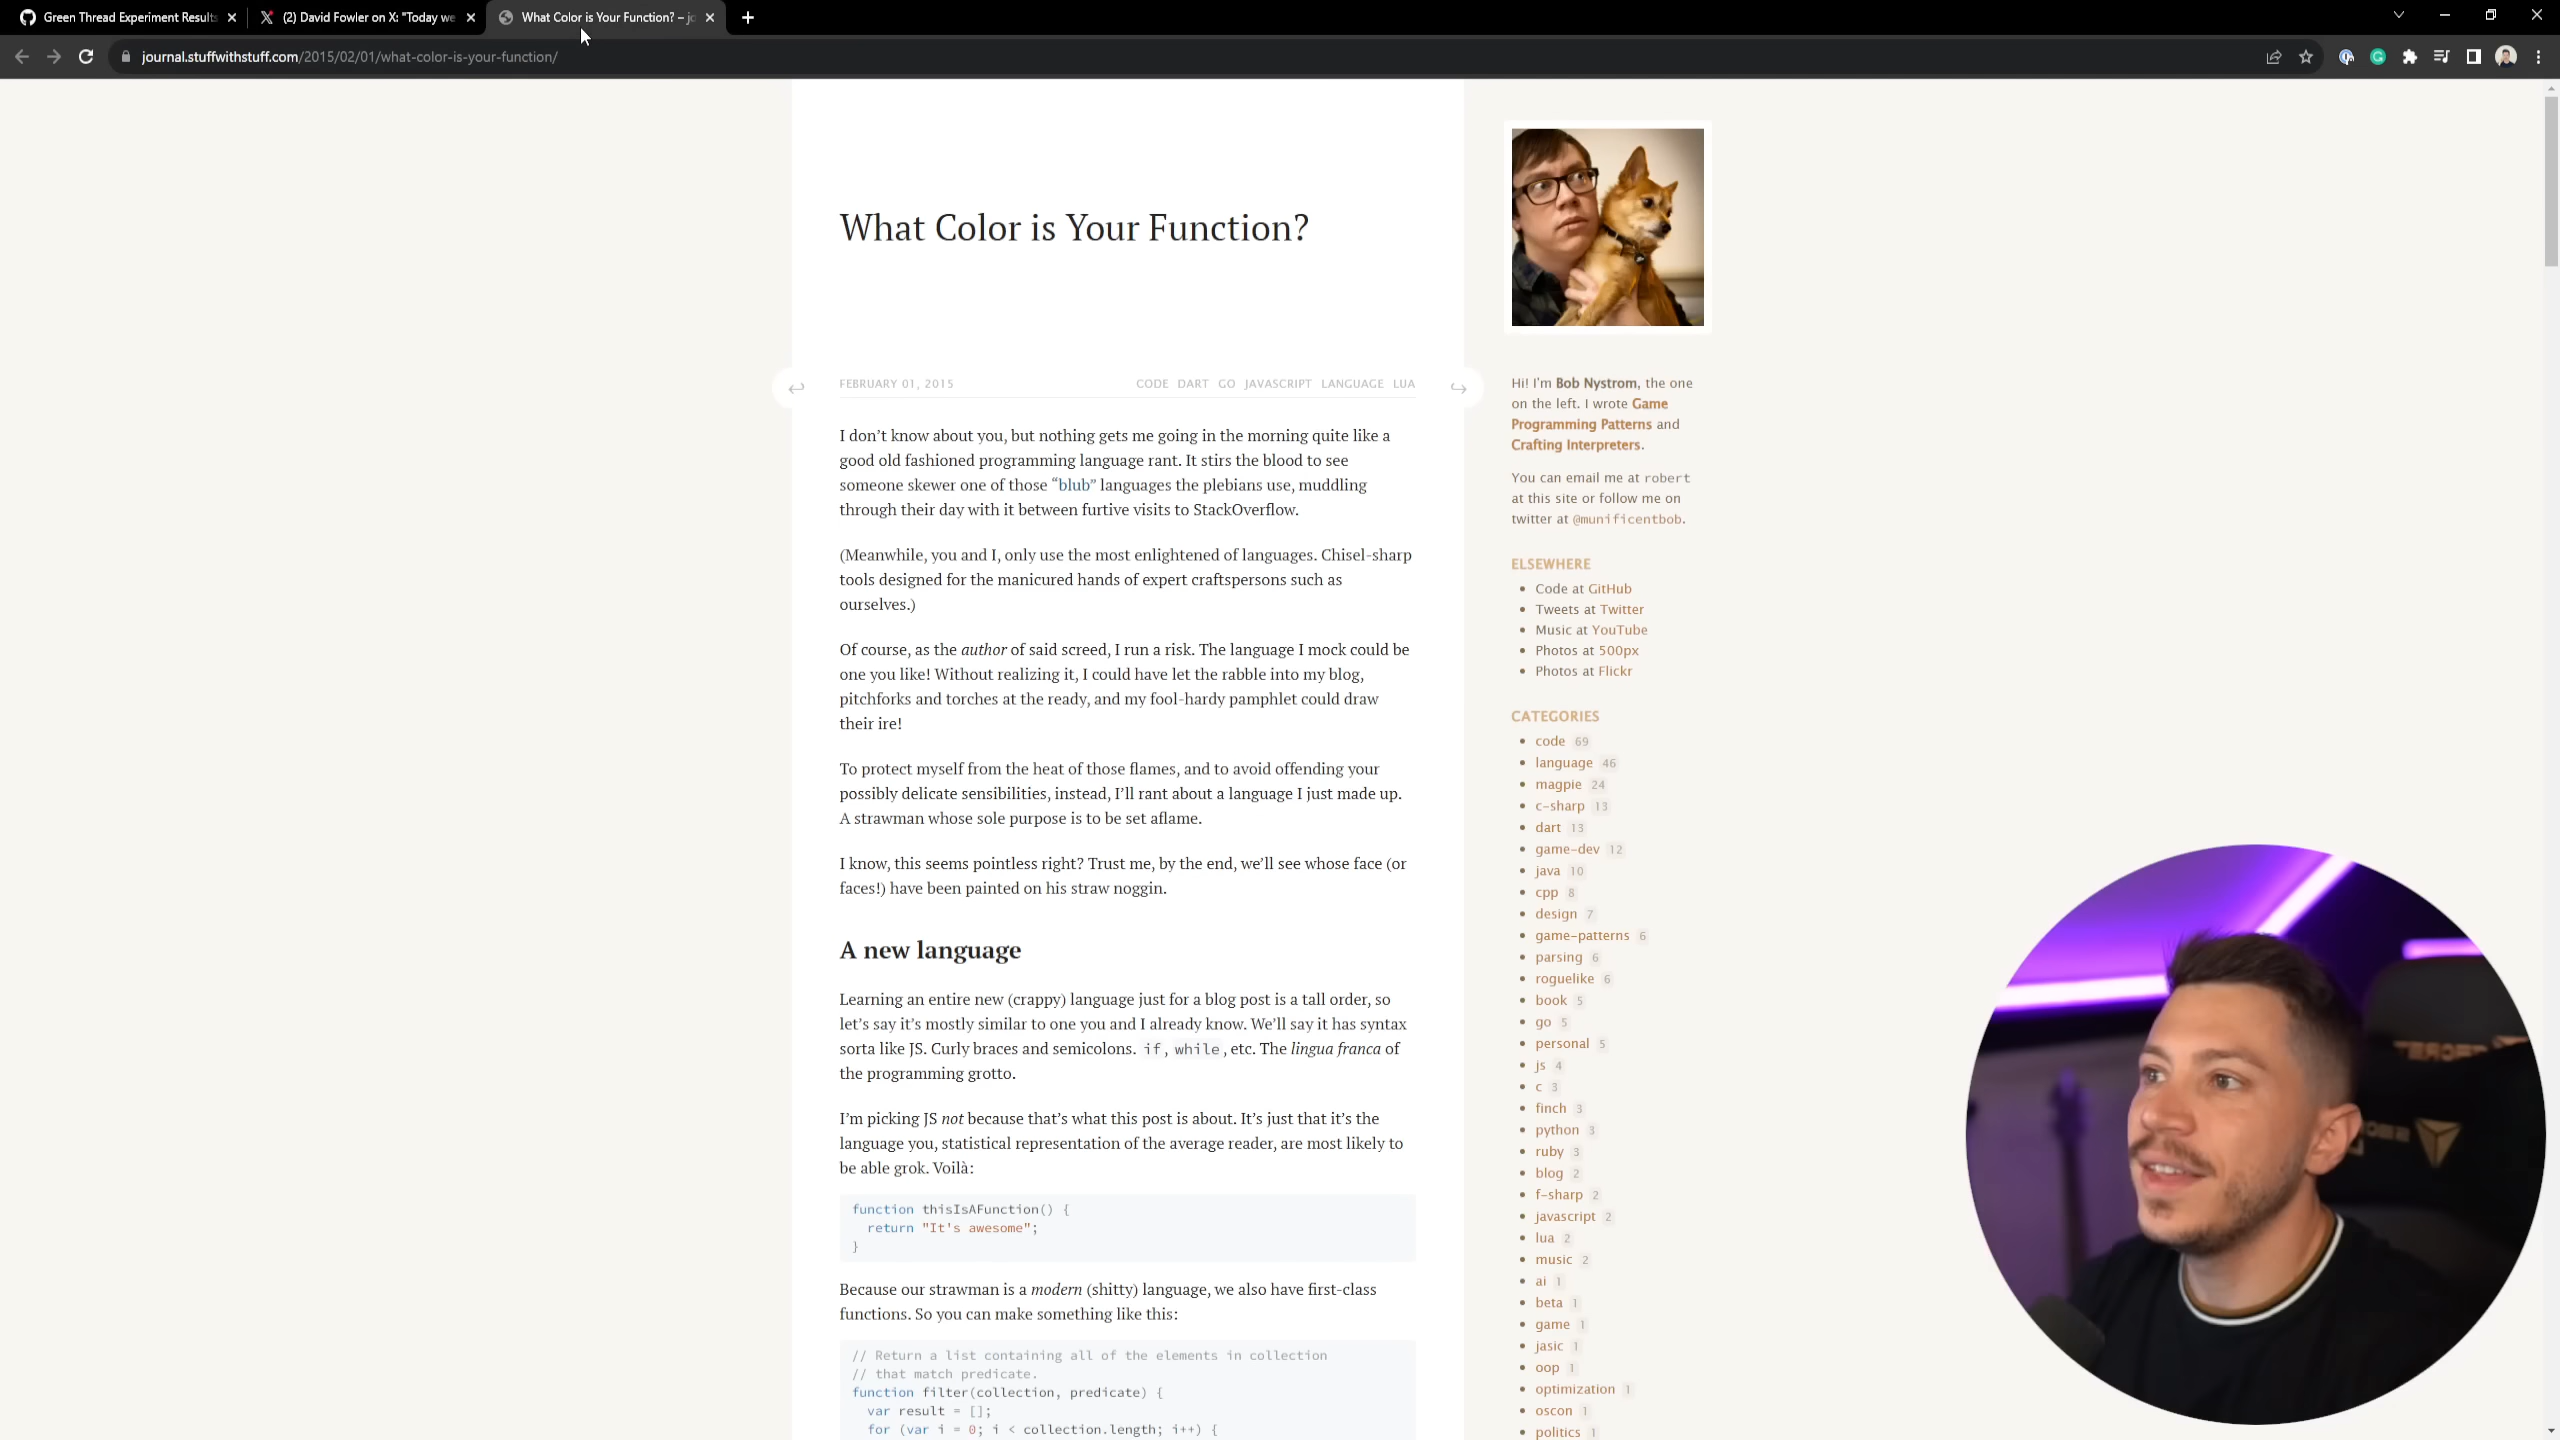 Green Thread Experiment Results
(2) David Fowler on X: "Today we
What Color is Your Function? – jo
journal.stuffwithstuff.com/2015/02/01/what-color-is-your-function/
What Color is Your Function?
FEBRUARY 01, 2015
CODE DART GO JAVASCRIPT LANGUAGE LUA
I don’t know about you, but nothing gets me going in the morning quite like a
good old fashioned programming language rant. It stirs the blood to see
someone skewer one of those “blub” languages the plebians use, muddling
through their day with it between furtive visits to StackOverflow.
(Meanwhile, you and I, only use the most enlightened of languages. Chisel-sharp
tools designed for the manicured hands of expert craftspersons such as
ourselves.)
Of course, as the author of said screed, I run a risk. The language I mock could be
one you like! Without realizing it, I could have let the rabble into my blog,
pitchforks and torches at the ready, and my fool-hardy pamphlet could draw
their ire!
To protect myself from the heat of those flames, and to avoid offending your
possibly delicate sensibilities, instead, I’ll rant about a language I just made up.
A strawman whose sole purpose is to be set aflame.
I know, this seems pointless right? Trust me, by the end, we’ll see whose face (or
faces!) have been painted on his straw noggin.
A new language
Learning an entire new (crappy) language just for a blog post is a tall order, so
let’s say it’s mostly similar to one you and I already know. We’ll say it has syntax
sorta like JS. Curly braces and semicolons. if, while, etc. The lingua franca of
the programming grotto.
I’m picking JS not because that’s what this post is about. It’s just that it’s the
language you, statistical representation of the average reader, are most likely to
be able grok. Voilà:
function thisIsAFunction() {
return "It's awesome";
}
Because our strawman is a modern (shitty) language, we also have first-class
functions. So you can make something like this:
// Return a list containing all of the elements in collection
// that match predicate.
function filter(collection, predicate) {
var result = [];
for (var i = 0; i < collection.length; i++) {
Hi! I’m Bob Nystrom, the one
on the left. I wrote Game
Programming Patterns and
Crafting Interpreters.
You can email me at robert
at this site or follow me on
twitter at @munificentbob.
ELSEWHERE
Code at GitHub
Tweets at Twitter
Music at YouTube
Photos at 500px
Photos at Flickr
CATEGORIES
code 69
language 46
magpie 24
c-sharp 13
dart 13
game-dev 12
java 10
cpp 8
design 7
game-patterns 6
parsing 6
roguelike 6
book 5
go 5
personal 5
js 4
c 3
finch 3
python 3
ruby 3
blog 2
f-sharp 2
javascript 2
lua 2
music 2
ai 1
beta 1
game 1
jasic 1
oop 1
optimization 1
oscon 1
politics 1